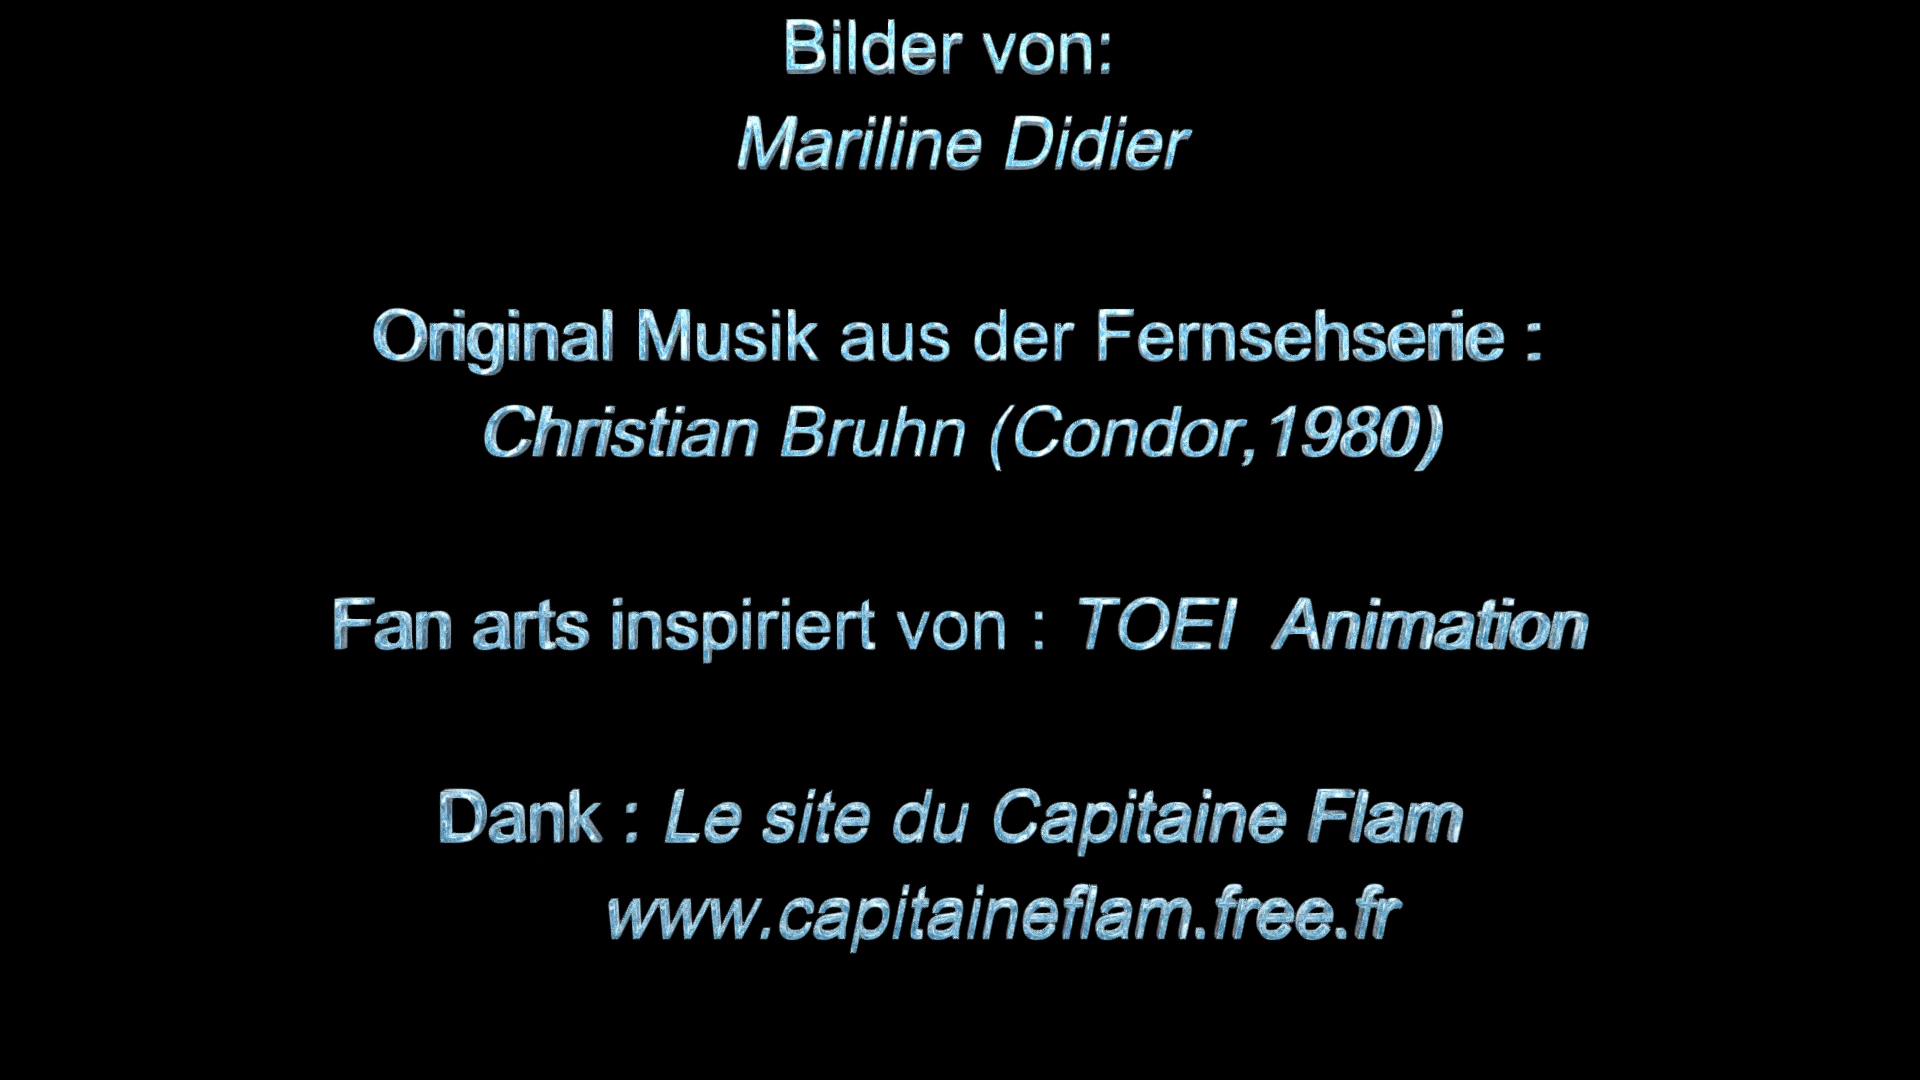 Bilder von:
Mariline Didier
Original Musik aus der Fernsehserie :
Christian Bruhn (Condor,1980)
Fan arts inspiriert von : TOEI  Animation
Dank : Le site du Capitaine Flam
www.capitaineflam.free.fr